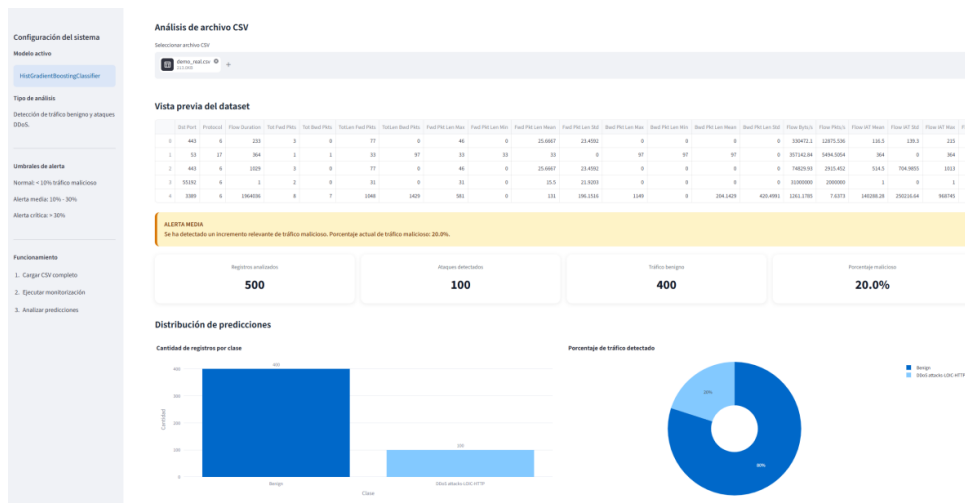 Configuración del sistema
Modelo activo
HistGradientBoostingClassifier
Tipo de análisis
Detección de tráfico benigno y ataques
DDoS.
Umbrales de alerta
Normal: < 10% tráfico malicioso
Alerta media: 10% - 30%
Alerta crítica: > 30%
Funcionamiento
1. Cargar CSV completo
2. Ejecutar monitorización
3. Analizar predicciones
Análisis de archivo CSV
Seleccionar archivo CSV
demo_real.csv
Vista previa del dataset
Dst Port Protocol Flow Duration Tot Fwd Pkts Tot Bwd Pkts TotLen Fwd Pkts TotLen Bwd Pkts Fwd Pkt Len Max Fwd Pkt Len Min Fwd Pkt Len Mean Fwd Pkt Len Std Bwd Pkt Len Max Bwd Pkt Len Min Bwd Pkt Len Mean Bwd Pkt Len Std Flow Byts/s Flow Pkts/s Flow IAT Mean Flow IAT Std Flow IAT Max
0 443 6 233 3 0 77 0 46 0 25.6667 23.4592 0 0 0 0 330472.1 12875.536 116.5 139.3 215
1 53 17 364 1 1 33 97 33 33 33 0 97 97 97 0 357142.84 5494.5054 364 0 364
2 443 6 1029 3 0 77 0 46 0 25.6667 23.4592 0 0 0 0 74829.93 2915.452 514.5 704.9855 1013
3 55192 6 1 2 0 31 0 31 0 15.5 21.9203 0 0 0 0 31000000 2000000 1 0 1
4 3389 6 1964036 8 7 1048 1429 581 0 131 196.1516 1149 0 204.1429 420.4991 1261.1785 7.6373 140288.28 250216.64 968745
ALERTA MEDIA
Se ha detectado un incremento relevante de tráfico malicioso. Porcentaje actual de tráfico malicioso: 20.0%.
Registros analizados
500
Ataques detectados
100
Tráfico benigno
400
Porcentaje malicioso
20.0%
Distribución de predicciones
Cantidad de registros por clase
400
400
300
200
100
100
0
Cantidad
Benign
DDoS attacks LOIC-HTTP
Clase
Porcentaje de tráfico detectado
20%
80%
Benign
DDoS attacks LOIC-HTTP